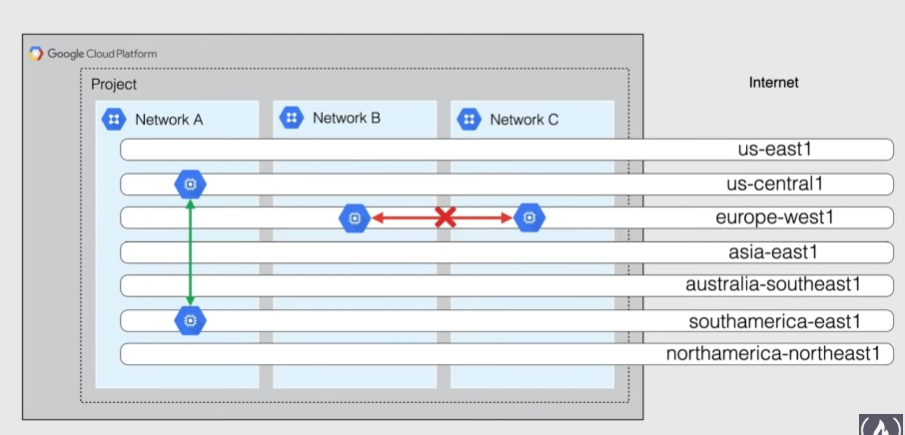 Google Cloud Platform
Project
Internet
Network A
Network B
Network C
us-east1
us-central1
europe-west1
asia-east1
australia-southeast1
southamerica-east1
northamerica-northeast1